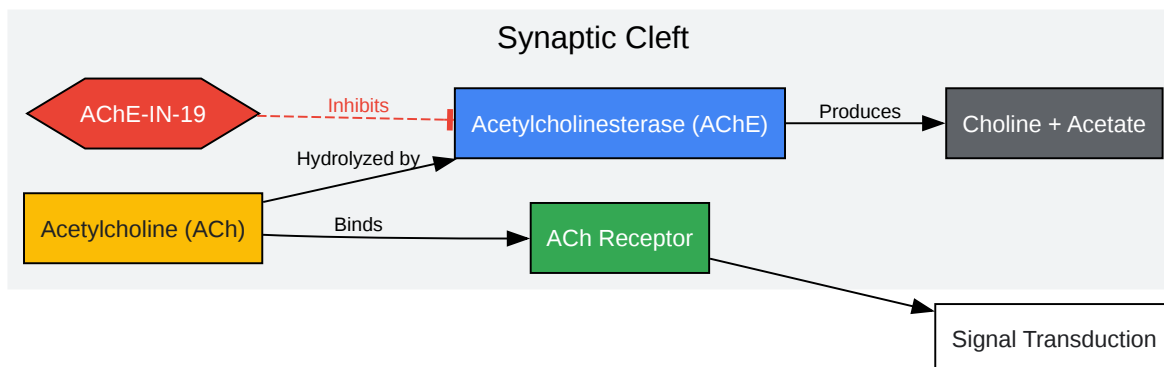 Synaptic Cleft
AChE-IN-19
Inhibits
Acetylcholinesterase (AChE)
Produces
Choline + Acetate
Hydrolyzed by
Acetylcholine (ACh)
Binds
ACh Receptor
Signal Transduction